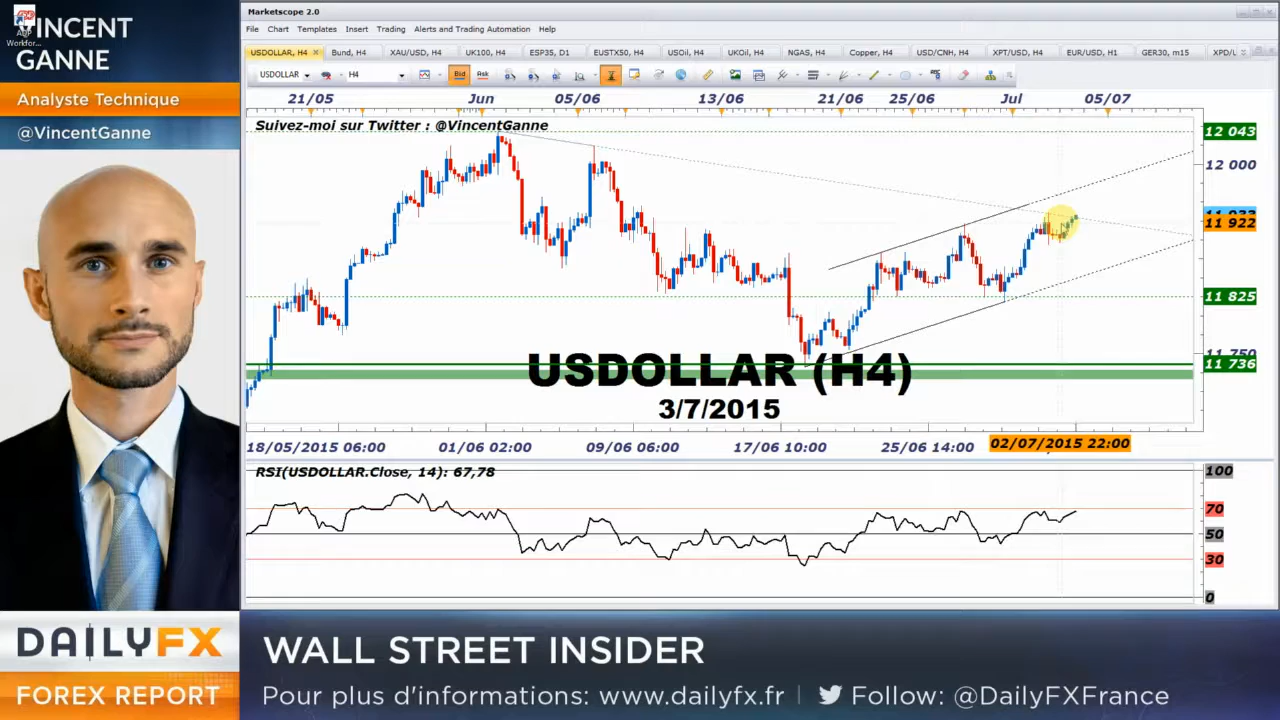 VINCENT
GANNE
Analyste Technique
@VincentGanne
Marketscope 2.0
File Chart Templates Insert Trading Alerts and Trading Automation Help
USDOLLAR, H4 Bund, H4 XAU/USD, H4 UK100, H4 ESP35, D1 EUSTX50, H4 USOil, H4 UKOil, H4 NGAS, H4 Copper, H4 USD/CNH, H4 XPT/USD, H4 EUR/USD, H1 GER30, m15 XPD/
USDOLLAR H4 Bid Ask
21/05 Jun 05/06 13/06 21/06 25/06 Jul 05/07
Suivez-moi sur Twitter : @VincentGanne
12 043
12 000
11 922
11 825
11 736
USDOLLAR (H4)
3/7/2015
18/05/2015 06:00 01/06 02:00 9/06 06:00 17/06 10:00 25/06 14:00 02/07/2015 22:00
RSI(USDOLLAR.Close, 14): 67,78
100
70
50
30
0
DAILYFX
FOREX REPORT
WALL STREET INSIDER
Pour plus d'informations: www.dailyfx.fr | Follow: @DailyFXFrance